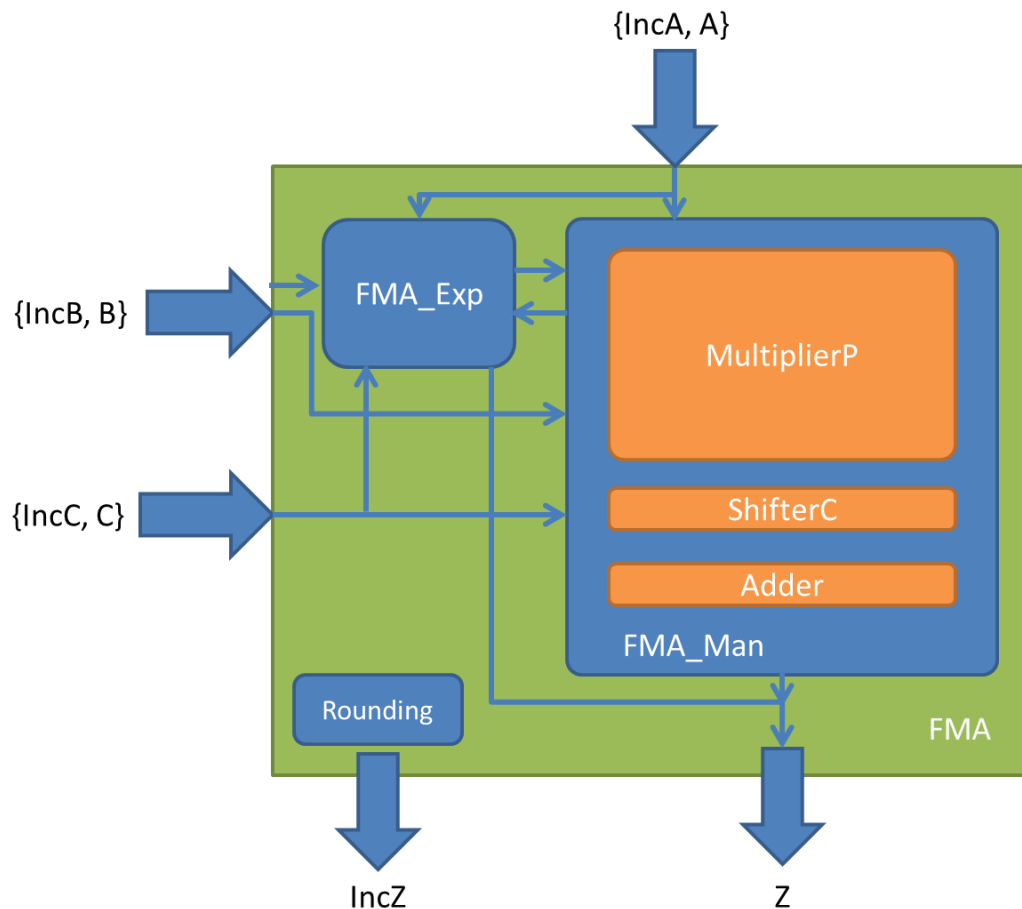 {IncA, A}
FMA_Exp
{IncB, B}
MultiplierP
{IncC, C}
ShifterC
Adder
FMA_Man
Rounding
FMA
IncZ
Z